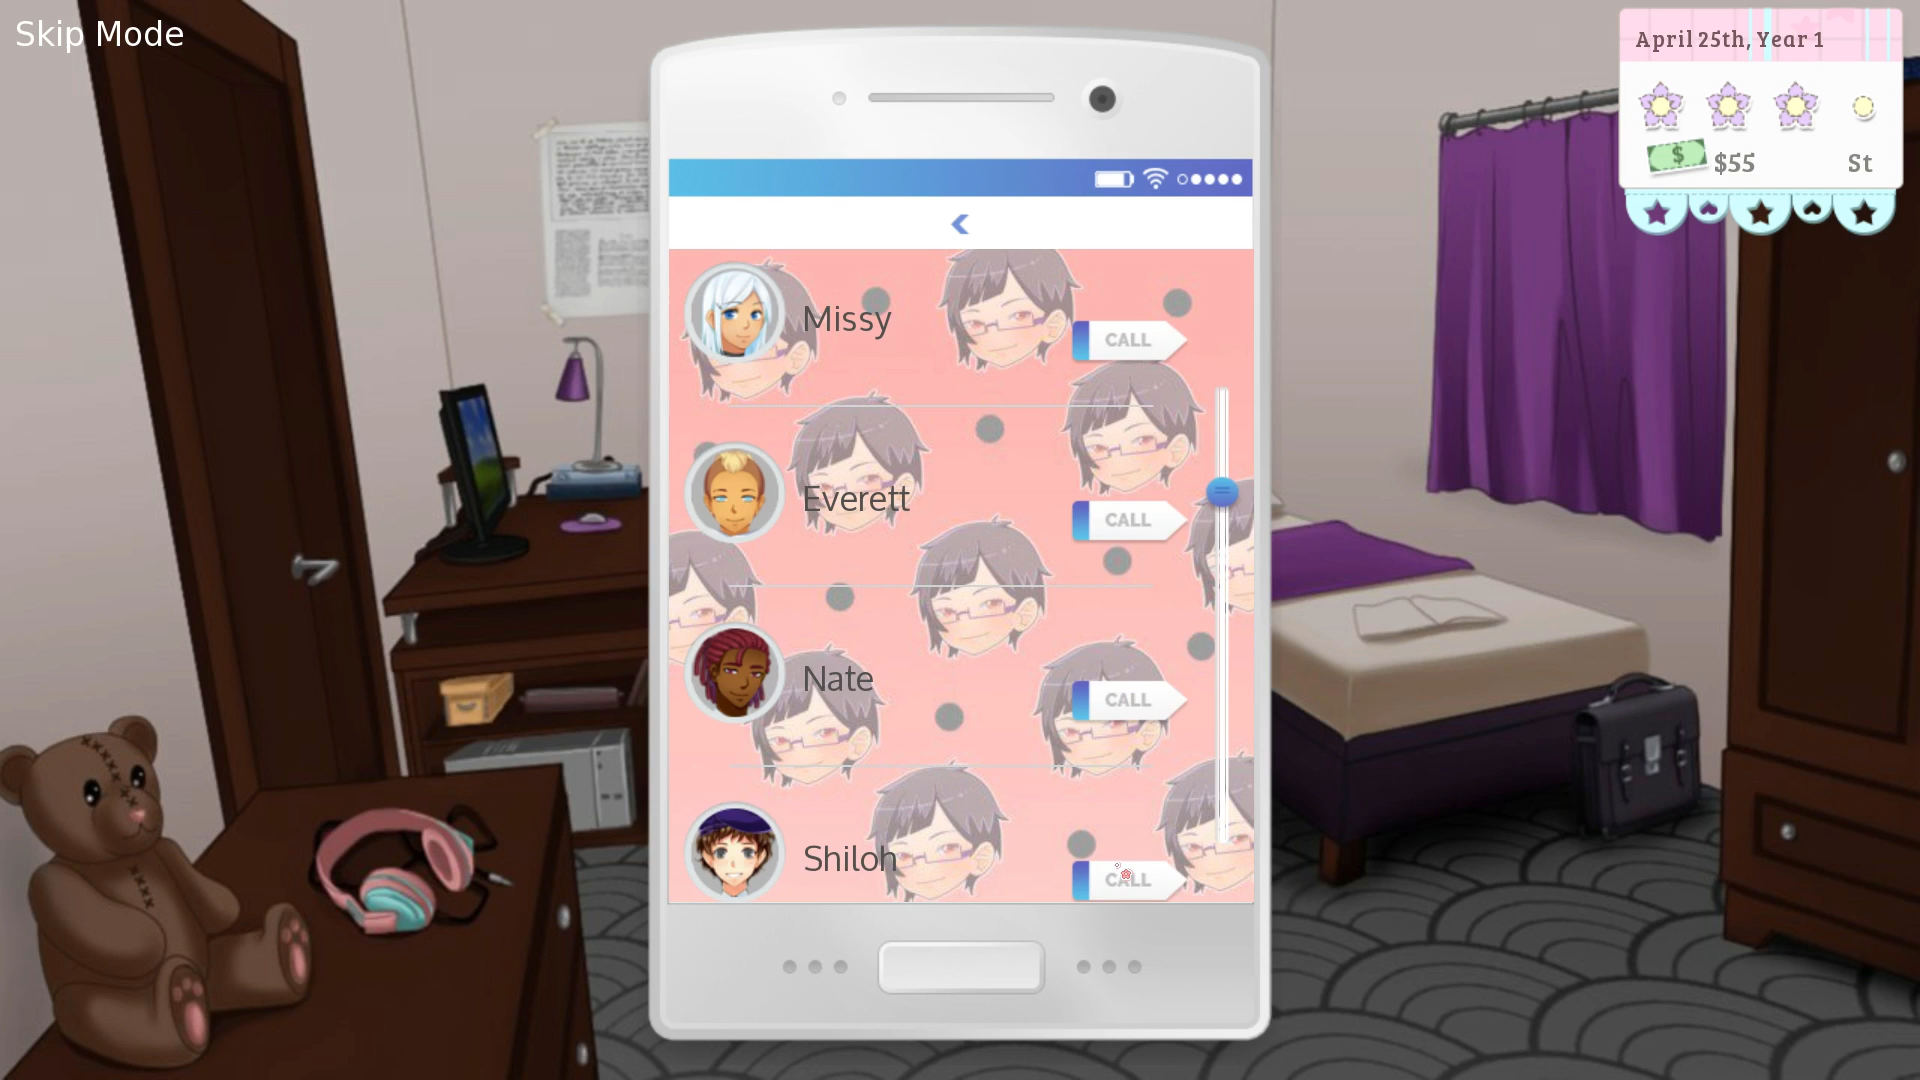 Skip Mode
April 25th, Year 1
$55
St
Missy
CALL
Everett
CALL
Nate
CALL
Shiloh
CALL